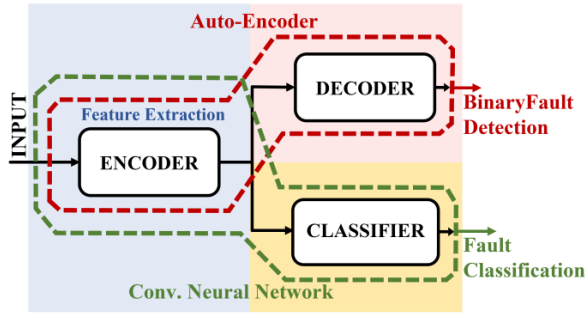 Auto-Encoder
INPUT
Feature Extraction
ENCODER
DECODER
BinaryFault
Detection
CLASSIFIER
Fault
Classification
Conv. Neural Network